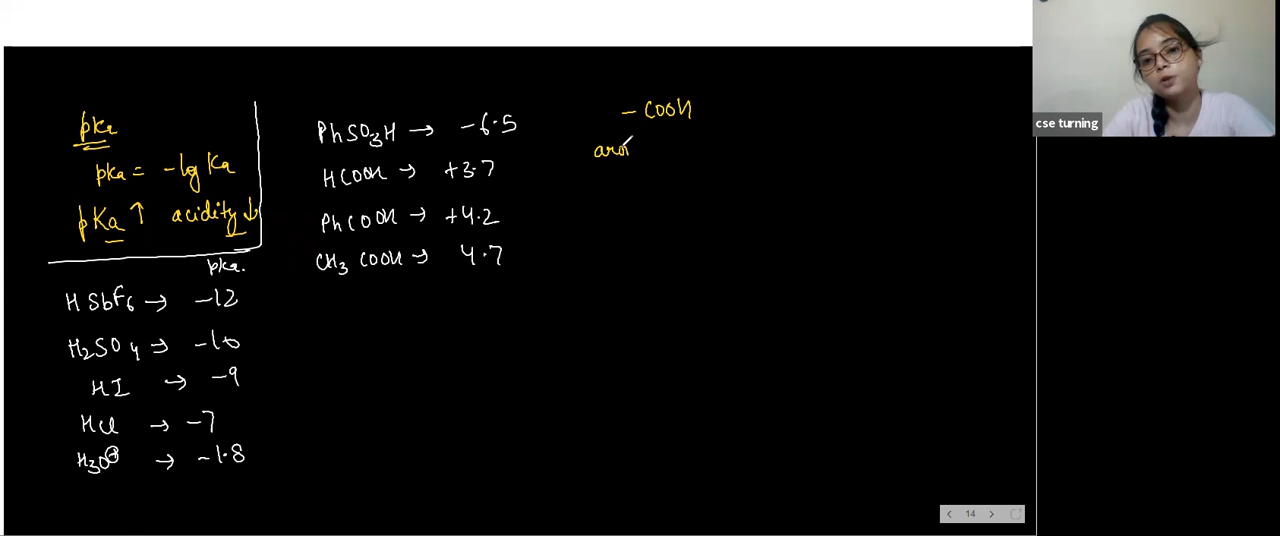 pka
pka = -log Ka
pKa ↑ acidity ↓
pka.
HSbF6 → -12
H2SO4 → -10
HI → -9
HCl → -7
H3O⊕ → -1.8
PhSO3H → -6.5
HCOOH → +3.7
PhCOOH → +4.2
CH3COOH → 4.7
- COOH
aro
cse turning
14